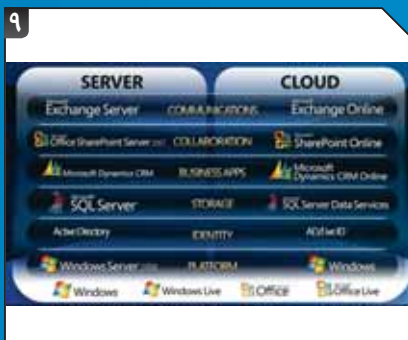 ٩
SERVER CLOUD
Exchange Server COMMUNICATIONS Exchange Online
Office SharePoint Server COLLABORATION SharePoint Online
Microsoft Dynamics CRM BUSINESS APPS Microsoft Dynamics CRM Online
SQL Server STORAGE SQL Server Data Services
Active Directory IDENTITY
Windows Server PLATFORM Windows
Windows Windows Live Office Office Live